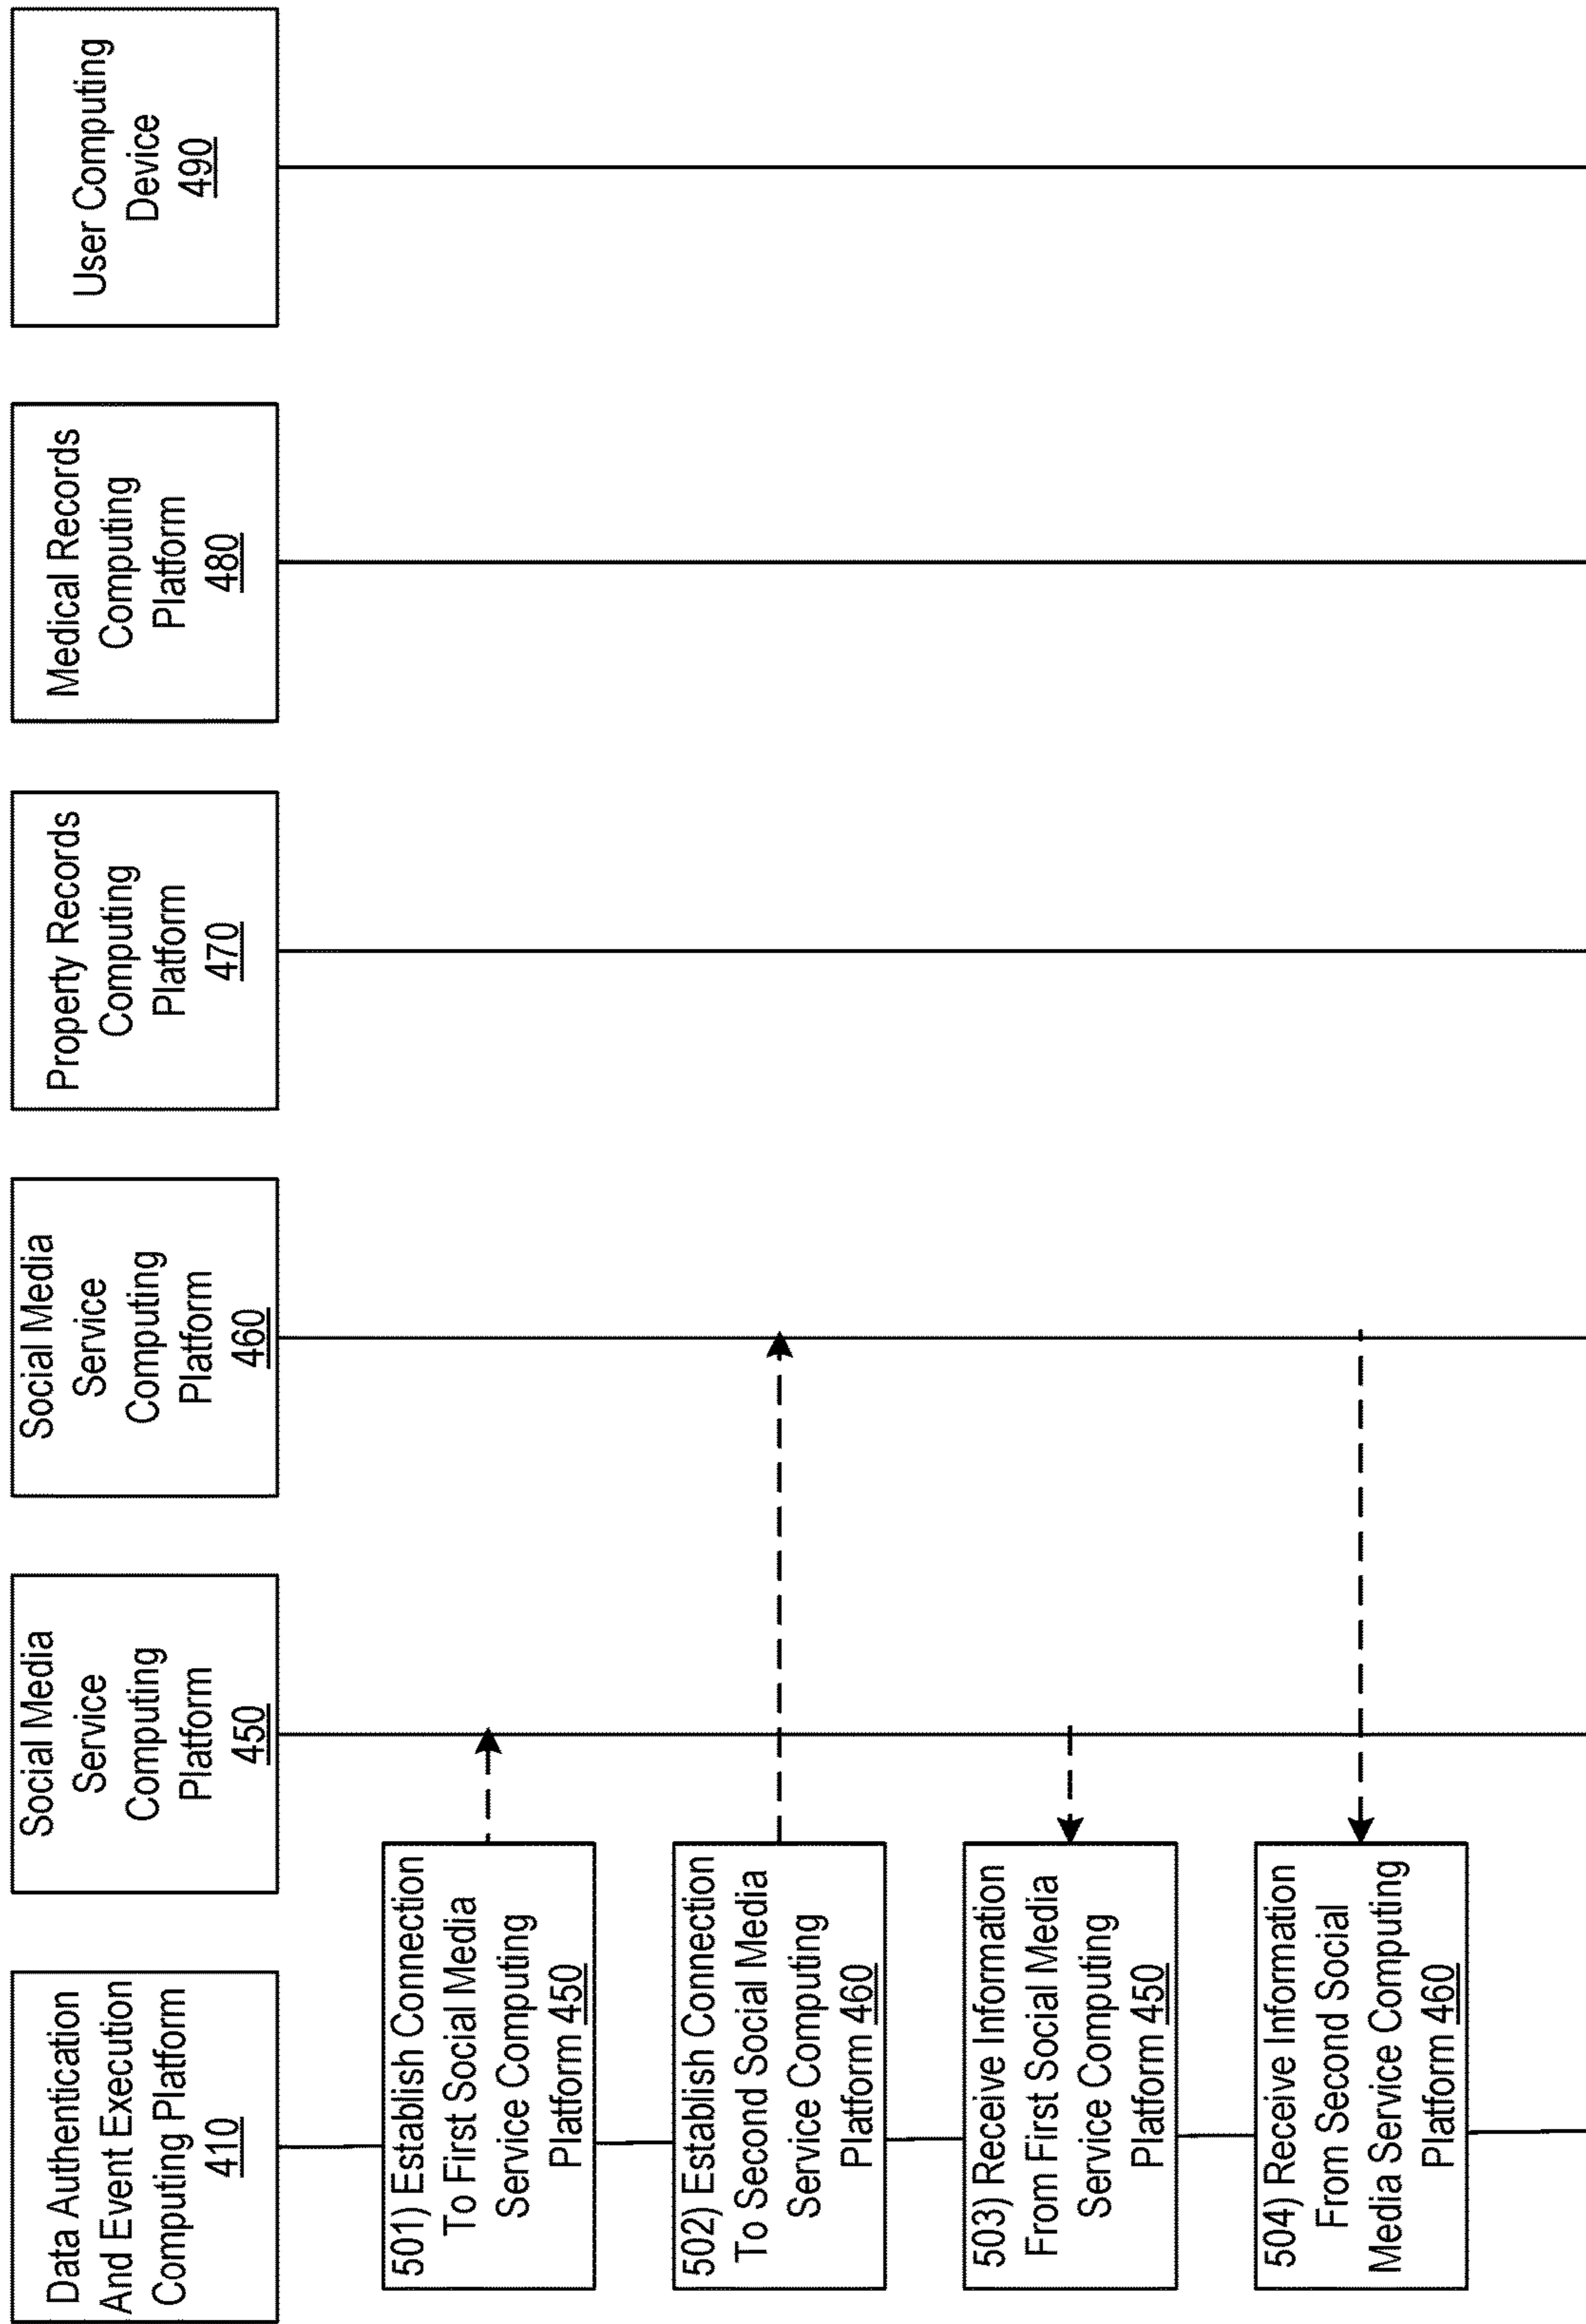 Data Authentication
And Event Execution
Computing Platform
410
Social Media
Service
Computing
Platform
450
Social Media
Service
Computing
Platform
460
Property Records
Computing
Platform
470
Medical Records
Computing
Platform
480
User Computing
Device
490
501) Establish Connection
To First Social Media
Service Computing
Platform 450
502) Establish Connection
To Second Social Media
Service Computing
Platform 460
503) Receive Information
From First Social Media
Service Computing
Platform 450
504) Receive Information
From Second Social
Media Service Computing
Platform 460